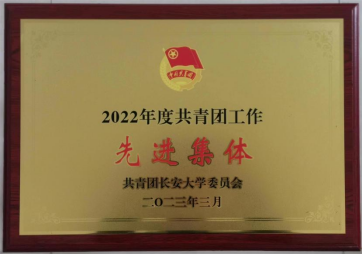 2022年度共青团工作
先进集体
共青团长安大学委员会
二〇二三年三月